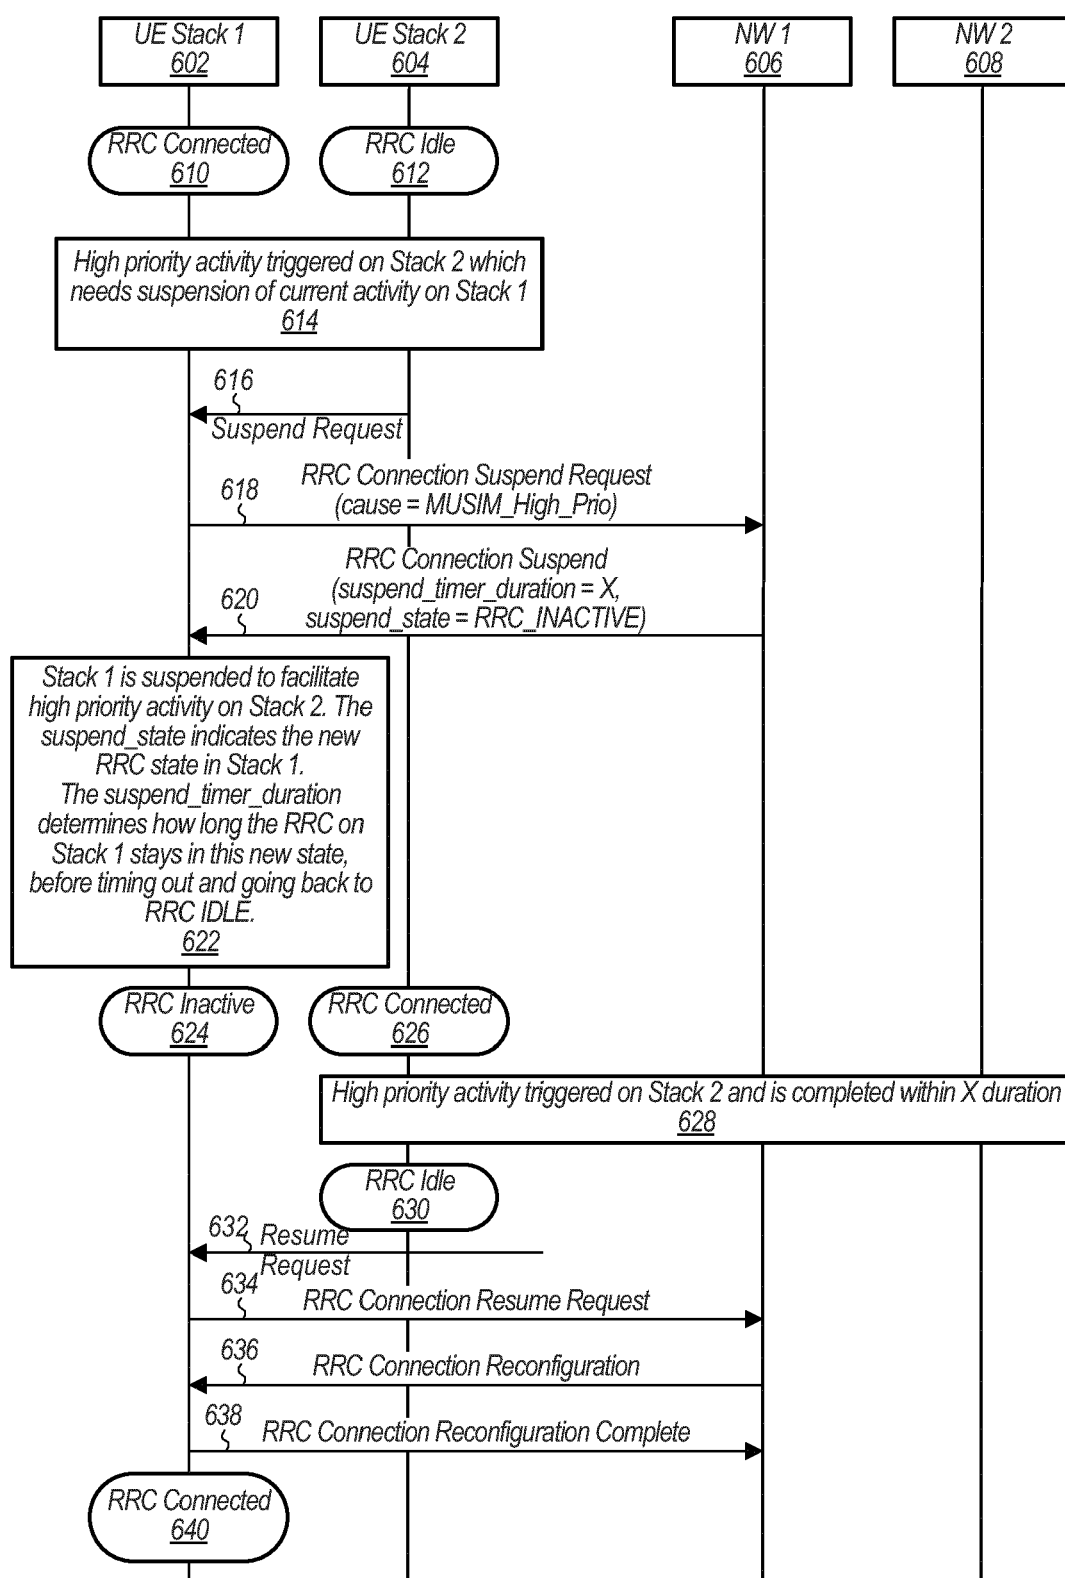 UE Stack 1
602
UE Stack 2
604
NW 1
606
NW 2
608
RRC Connected
610
RRC Idle
612
High priority activity triggered on Stack 2 which
needs suspension of current activity on Stack 1
614
616
Suspend Request
618
RRC Connection Suspend Request
(cause = MUSIM_High_Prio)
620
RRC Connection Suspend
(suspend_timer_duration = X,
suspend_state = RRC_INACTIVE)
Stack 1 is suspended to facilitate
high priority activity on Stack 2. The
suspend_state indicates the new
RRC state in Stack 1.
The suspend_timer_duration
determines how long the RRC on
Stack 1 stays in this new state,
before timing out and going back to
RRC IDLE.
622
RRC Inactive
624
RRC Connected
626
High priority activity triggered on Stack 2 and is completed within X duration
628
RRC Idle
630
632
Resume
Request
634
RRC Connection Resume Request
636
RRC Connection Reconfiguration
638
RRC Connection Reconfiguration Complete
RRC Connected
640